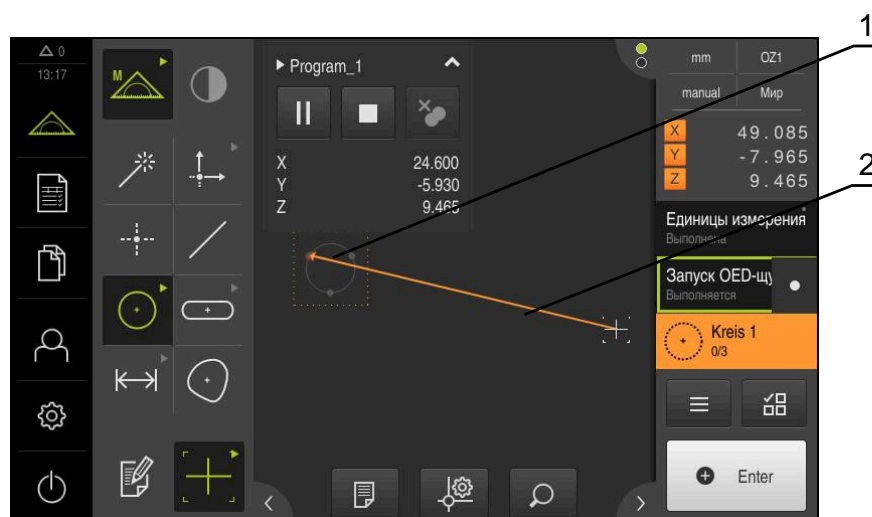 1
△ 0
13:17
M
Program_1
mm
OZ1
manual
Мир
X 49.085
Y -7.965
Z 9.465
X 24.600
Y -5.930
Z 9.465
2
Единицы измерения
Выполнена
Запуск OED-щу
Выполняется
Kreis 1
0/3
Enter